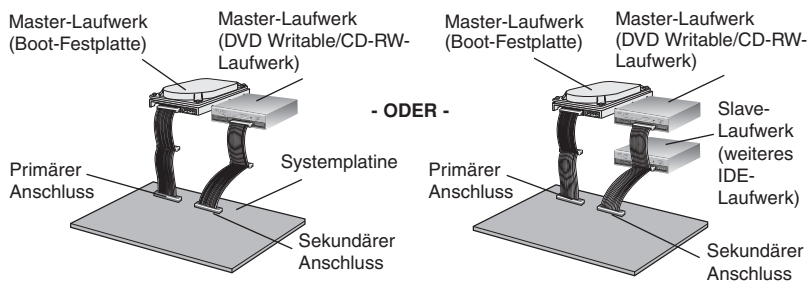 Master-Laufwerk
(Boot-Festplatte)
Master-Laufwerk
(DVD Writable/CD-RW-
Laufwerk)
Primärer
Anschluss
Systemplatine
Sekundärer
Anschluss
- ODER -
Master-Laufwerk
(Boot-Festplatte)
Master-Laufwerk
(DVD Writable/CD-RW-
Laufwerk)
Slave-
Laufwerk
(weiteres
IDE-
Laufwerk)
Primärer
Anschluss
Sekundärer
Anschluss